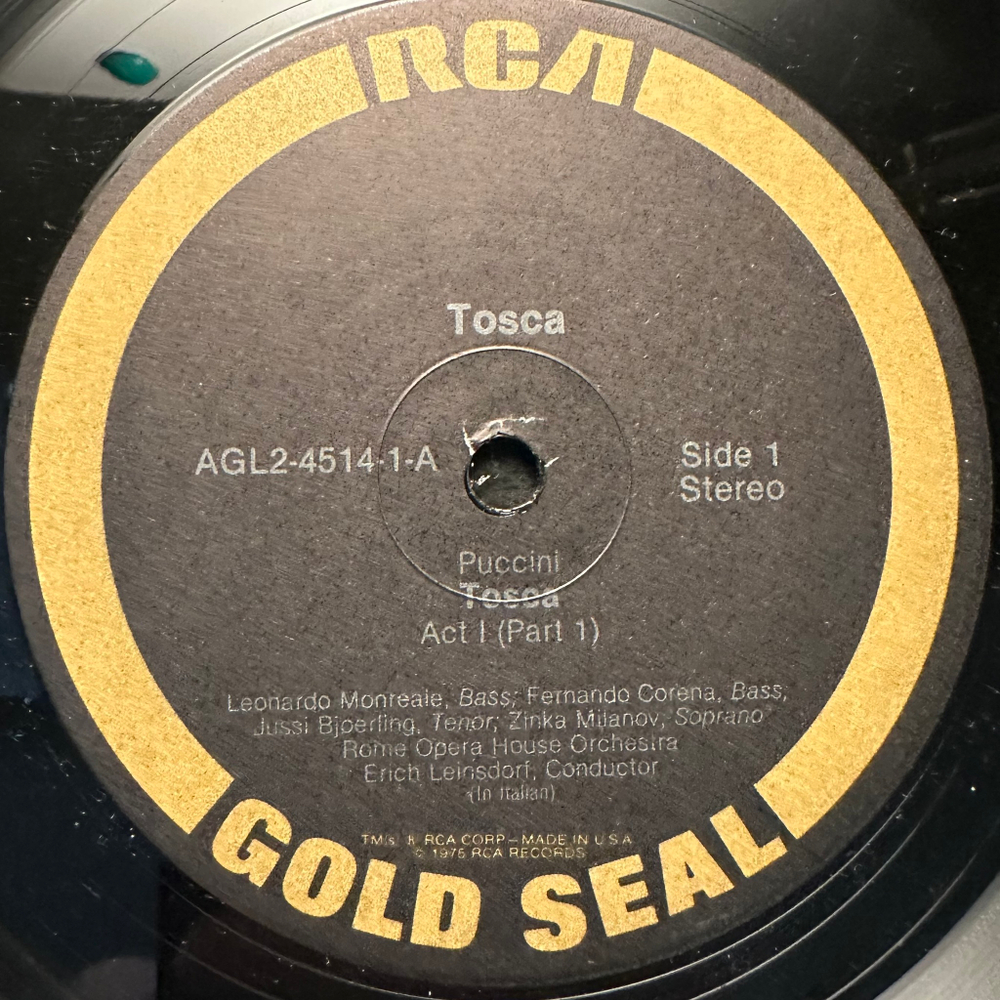 RCA
Tosca
AGL2-4514-1-A
Side 1
Stereo
Puccini
Tosca
Act I (Part 1)
Leonardo Monreale, Bass; Fernando Corena, Bass;
Jussi Bjoerling, Tenor; Zinka Milanov, Soprano
Rome Opera House Orchestra
Erich Leinsdorf, Conductor
(In Italian)
TM(s) ® RCA CORP—MADE IN U S A
© 1976 RCA RECORDS
GOLD SEAL